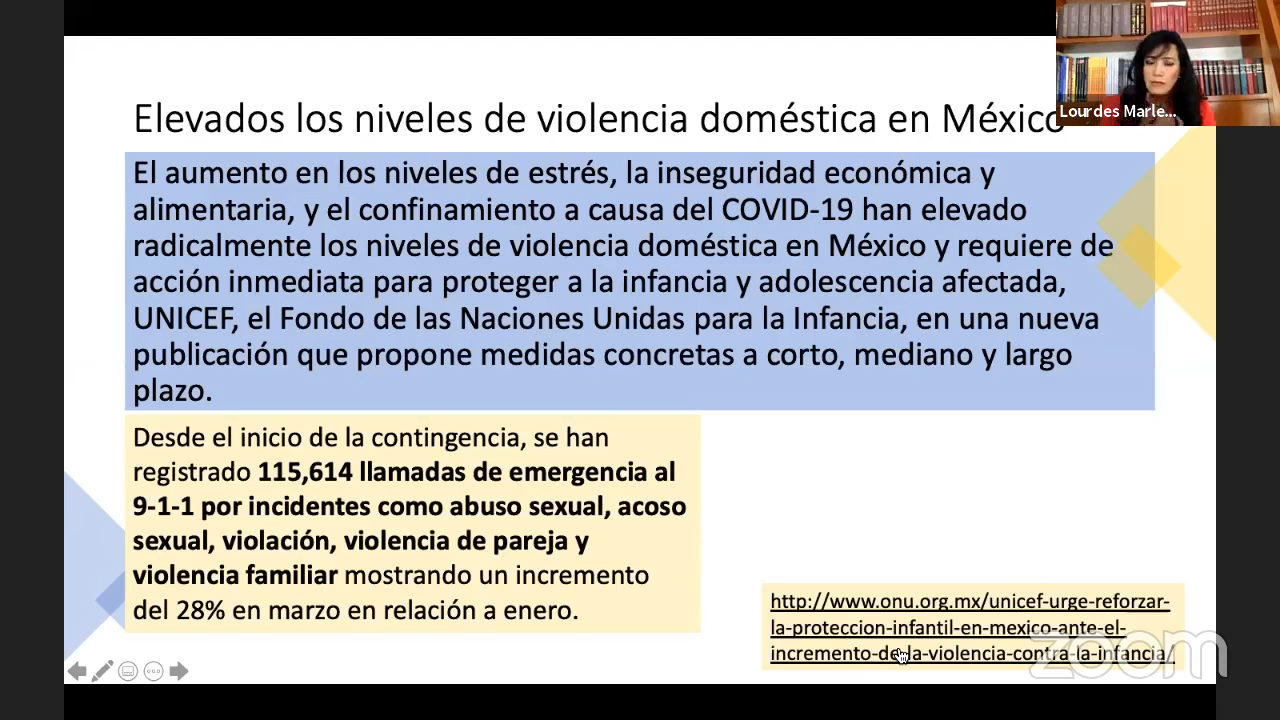 Elevados los niveles de violencia doméstica en México
Lourdes Marle...
El aumento en los niveles de estrés, la inseguridad económica y
alimentaria, y el confinamiento a causa del COVID-19 han elevado
radicalmente los niveles de violencia doméstica en México y requiere de
acción inmediata para proteger a la infancia y adolescencia afectada,
UNICEF, el Fondo de las Naciones Unidas para la Infancia, en una nueva
publicación que propone medidas concretas a corto, mediano y largo
plazo.
Desde el inicio de la contingencia, se han
registrado 115,614 llamadas de emergencia al
9-1-1 por incidentes como abuso sexual, acoso
sexual, violación, violencia de pareja y
violencia familiar mostrando un incremento
del 28% en marzo en relación a enero.
http://www.onu.org.mx/unicef-urge-reforzar-
la-proteccion-infantil-en-mexico-ante-el-
incremento-de-la-violencia-contra-la-infancia/
zoom